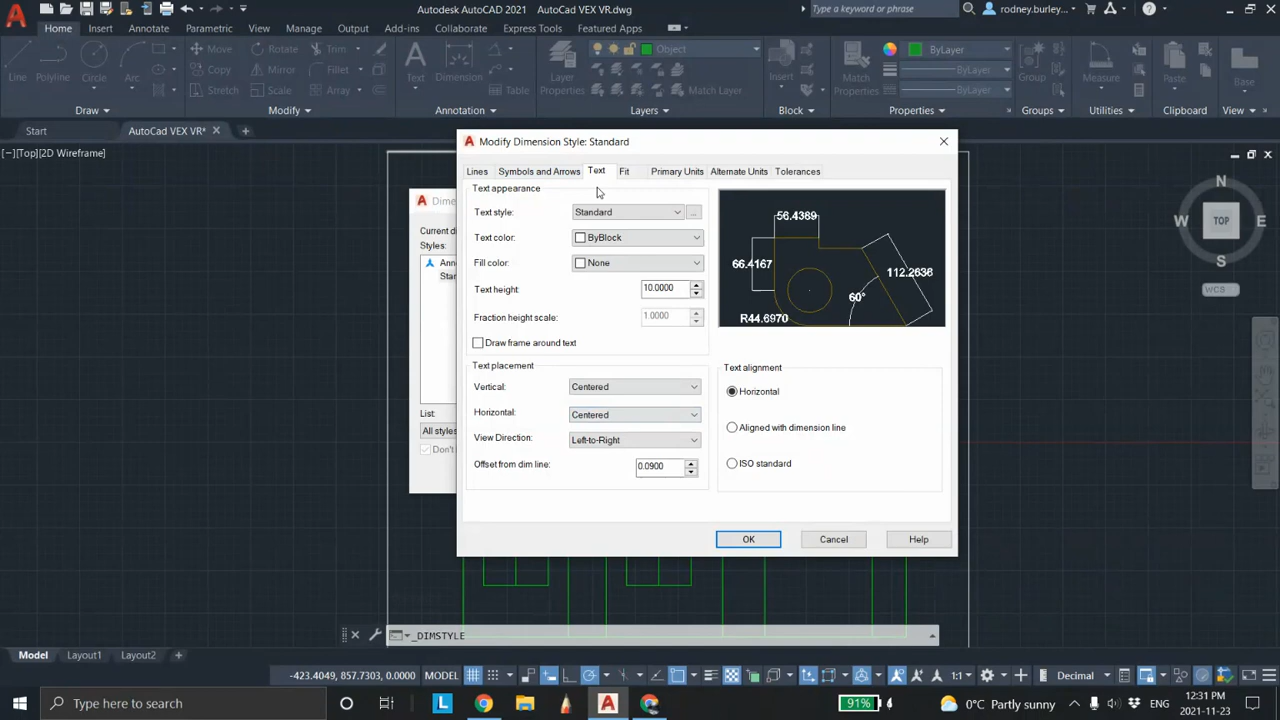 Autodesk AutoCAD 2021 AutoCad VEX VR.dwg
Type a keyword or phrase
rodney.burley...
Home Insert Annotate Parametric View Manage Output Add-ins Collaborate Express Tools Featured Apps
Line Polyline Circle Arc
Move Rotate Trim
Copy Mirror Fillet
Stretch Scale Array
Text Dimension Table
Layer
Properties
Object
Match Layer
Insert
Match
Properties
ByLayer
ByLayer
ByLayer
Group
Measure
Paste
Base
Draw Modify Annotation Layers Block Properties Groups Utilities Clipboard View
Start AutoCad VEX VR*
[−][Top][2D Wireframe]
Modify Dimension Style: Standard
Lines Symbols and Arrows Text Fit Primary Units Alternate Units Tolerances
Text appearance
Text style: Standard ...
Text color: ByBlock
Fill color: None
Text height: 10.0000
Fraction height scale: 1.0000
Draw frame around text
Text placement
Vertical: Centered
Horizontal: Centered
View Direction: Left-to-Right
Offset from dim line: 0.0900
56.4389
66.4167
112.2638
60°
R44.6970
Text alignment
Horizontal
Aligned with dimension line
ISO standard
OK Cancel Help
Current di
Styles:
Ann
Star
List:
All styles
Don't l
N
W TOP E
S
WCS
_DIMSTYLE
Model Layout1 Layout2 +
-423.4049, 857.7303, 0.0000 MODEL
1:1 Decimal
Type here to search
91%
0°C Partly sunny
12:31 PM
2021-11-23